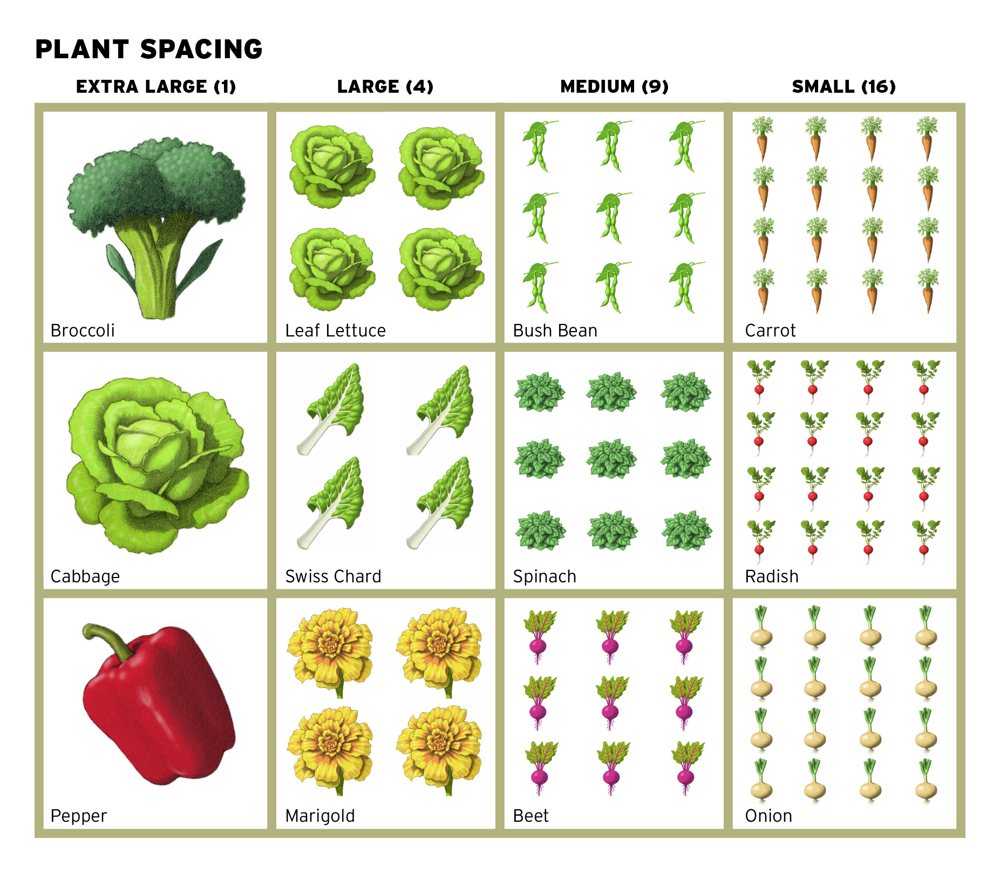 PLANT SPACING
EXTRA LARGE (1) LARGE (4) MEDIUM (9) SMALL (16)
Broccoli Leaf Lettuce Bush Bean Carrot
Cabbage Swiss Chard Spinach Radish
Pepper Marigold Beet Onion